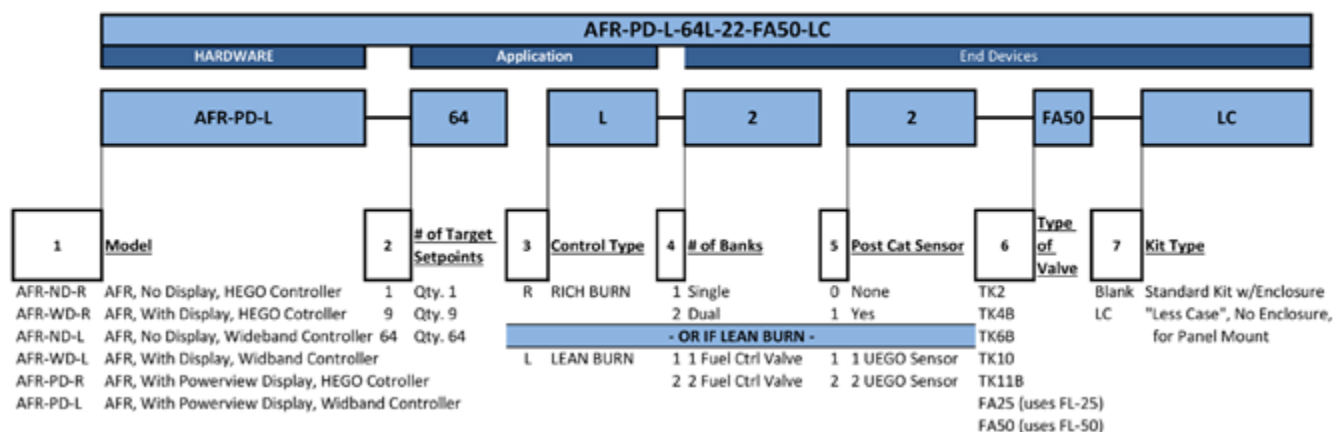 AFR-PD-L-64L-22-FA50-LC
HARDWARE Application End Devices
AFR-PD-L 64 L 2 2 FA50 LC
1 Model 2 # of Target Setpoints 3 Control Type 4 # of Banks 5 Post Cat Sensor 6 Type of Valve 7 Kit Type
AFR-ND-R AFR, No Display, HEGO Controller 1 Qty. 1 R RICH BURN 1 Single 0 None TK2 Blank Standard Kit w/Enclosure
AFR-WD-R AFR, With Display, HEGO Cotroller 9 Qty. 9 2 Dual 1 Yes TK4B LC "Less Case", No Enclosure,
AFR-ND-L AFR, No Display, Wideband Controller 64 Qty. 64 - OR IF LEAN BURN - TK6B for Panel Mount
AFR-WD-L AFR, With Display, Widband Controller L LEAN BURN 1 1 Fuel Ctrl Valve 1 1 UEGO Sensor TK10
AFR-PD-R AFR, With Powerview Display, HEGO Cotroller 2 2 Fuel Ctrl Valve 2 2 UEGO Sensor TK11B
AFR-PD-L AFR, With Powerview Display, Widband Controller FA25 (uses FL-25)
FA50 (uses FL-50)